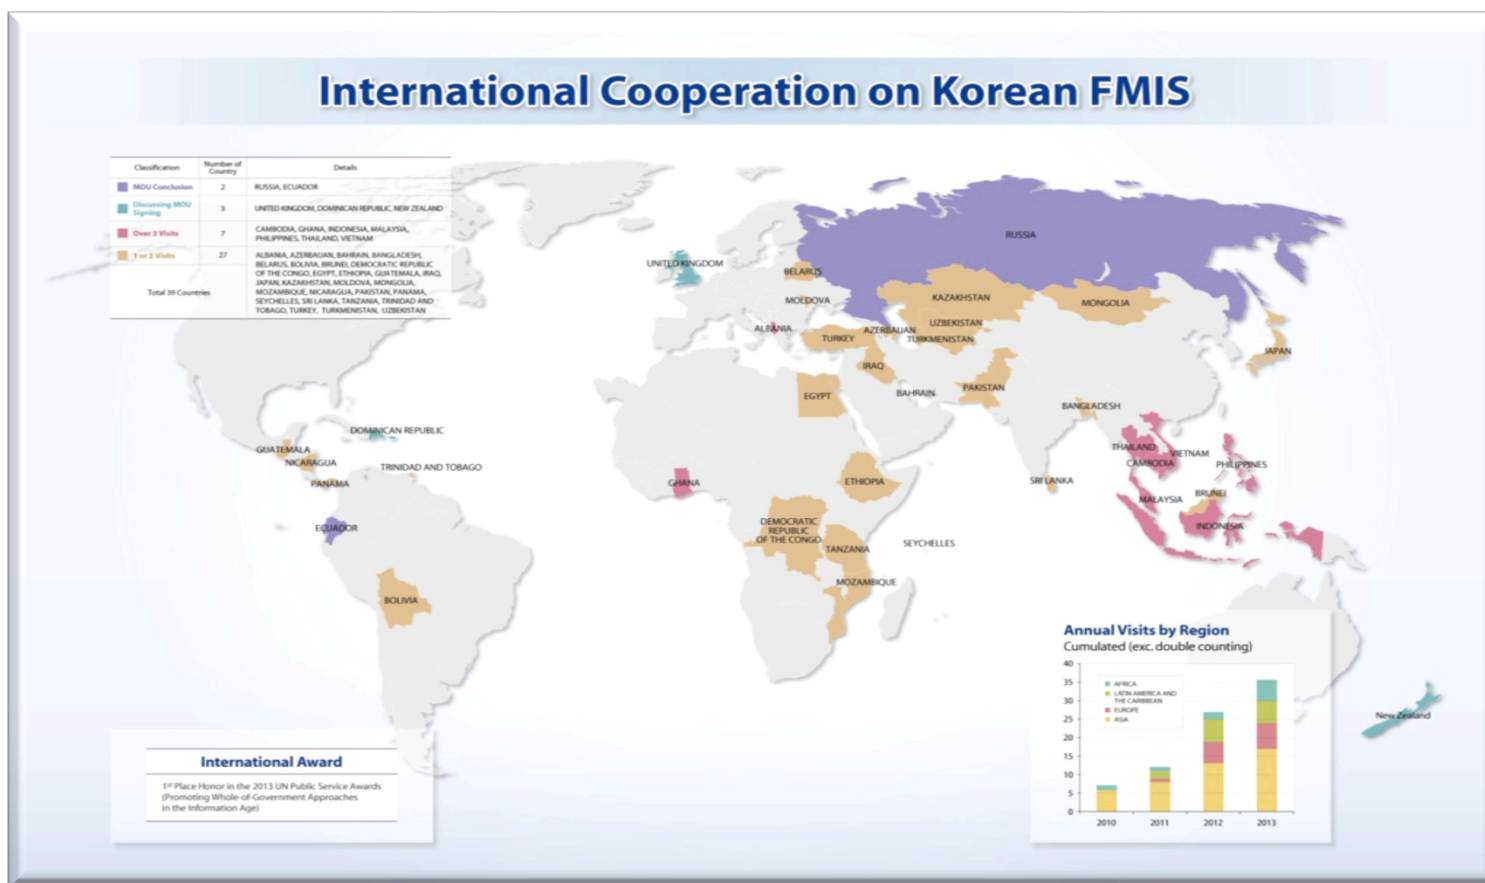 International Cooperation on Korean FMIS
Classification Number of Country Details
MOU Conclusion 2 RUSSIA, ECUADOR
Discussing MOU Signing 3 UNITED KINGDOM, DOMINICAN REPUBLIC, NEW ZEALAND
Over 3 Visits 7 CAMBODIA, GHANA, INDONESIA, MALAYSIA,
PHILIPPINES, THAILAND, VIETNAM
1 or 2 Visits 27 ALBANIA, AZERBAIJAN, BAHRAIN, BANGLADESH,
BELARUS, BOLIVIA, BRUNEI, DEMOCRATIC REPUBLIC
OF THE CONGO, EGYPT, ETHIOPIA, GUATEMALA, IRAQ,
JAPAN, KAZAKHSTAN, MOLDOVA, MONGOLIA,
MOZAMBIQUE, NICARAGUA, PAKISTAN, PANAMA,
SEYCHELLES, SRI LANKA, TANZANIA, TRINIDAD AND
TOBAGO, TURKEY, TURKMENISTAN, UZBEKISTAN
Total 39 Countries
RUSSIA
UNITED KINGDOM
BELARUS
MOLDOVA
KAZAKHSTAN
MONGOLIA
ALBANIA
TURKEY
AZERBAIJAN
UZBEKISTAN
TURKMENISTAN
JAPAN
IRAQ
EGYPT
BAHRAIN
PAKISTAN
BANGLADESH
DOMINICAN REPUBLIC
GUATEMALA
NICARAGUA
TRINIDAD AND TOBAGO
PANAMA
GHANA
ETHIOPIA
SRI LANKA
THAILAND
VIETNAM
CAMBODIA
PHILIPPINES
MALAYSIA
BRUNEI
INDONESIA
ECUADOR
DEMOCRATIC
REPUBLIC
OF THE CONGO
TANZANIA
SEYCHELLES
MOZAMBIQUE
BOLIVIA
New Zealand
International Award
1st Place Honor in the 2013 UN Public Service Awards
(Promoting Whole-of-Government Approaches
in the Information Age)
Annual Visits by Region
Cumulated (exc. double counting)
40
35
30
25
20
15
10
5
0
AFRICA
LATIN AMERICA AND
THE CARIBBEAN
EUROPE
ASIA
2010 2011 2012 2013